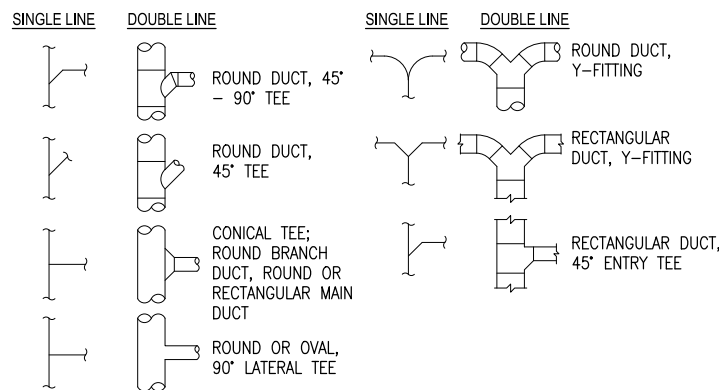 SINGLE LINE
DOUBLE LINE
ROUND DUCT, 45°
– 90° TEE
ROUND DUCT,
45° TEE
CONICAL TEE;
ROUND BRANCH
DUCT, ROUND OR
RECTANGULAR MAIN
DUCT
ROUND OR OVAL,
90° LATERAL TEE
SINGLE LINE
DOUBLE LINE
ROUND DUCT,
Y–FITTING
RECTANGULAR
DUCT, Y–FITTING
RECTANGULAR DUCT,
45° ENTRY TEE